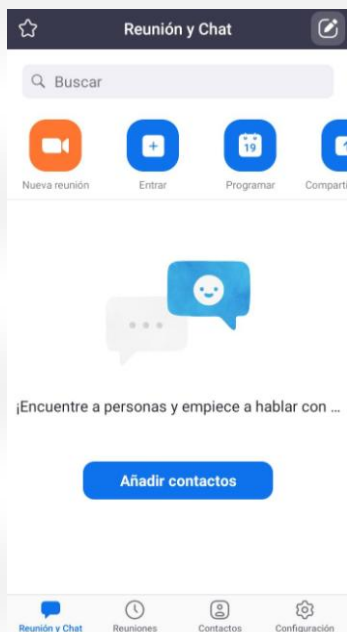 Reunión y Chat
Buscar
19
Nueva reunión Entrar Programar Comparti
¡Encuentre a personas y empiece a hablar con ...
Añadir contactos
Reunión y Chat Reuniones Contactos Configuración